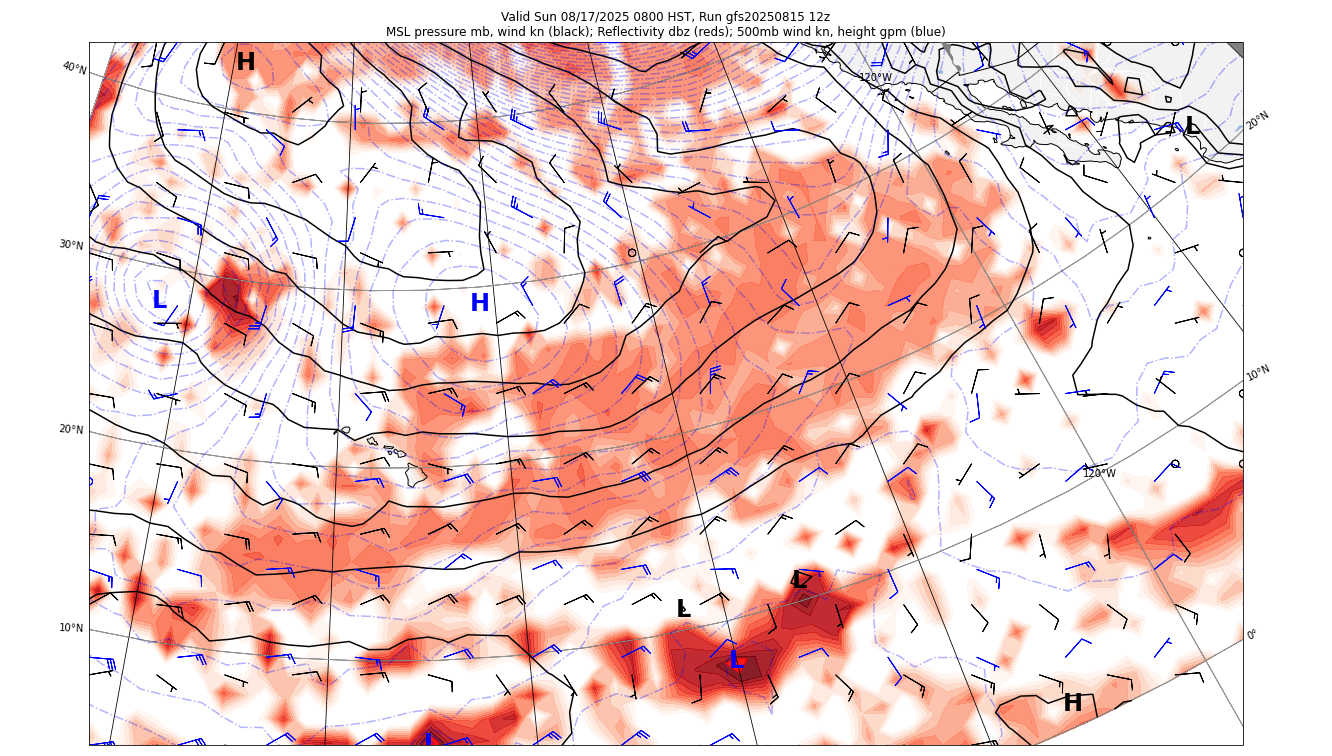 Valid Sun 08/17/2025 0800 HST, Run gfs20250815 12z
MSL pressure mb, wind kn (black); Reflectivity dbz (reds); 500mb wind kn, height gpm (blue)
H
40°N
120°W
L
20°N
30°N
L
H
10°N
20°N
120°W
L
L
10°N
0°
L
H
L